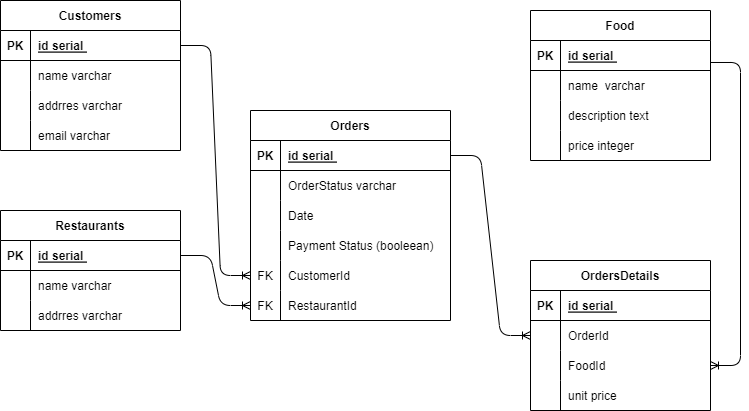 Customers
PK id serial
name varchar
addrres varchar
email varchar
Restaurants
PK id serial
name varchar
addrres varchar
Orders
PK id serial
OrderStatus varchar
Date
Payment Status (booleean)
FK CustomerId
FK RestaurantId
Food
PK id serial
name varchar
description text
price integer
OrdersDetails
PK id serial
OrderId
FoodId
unit price